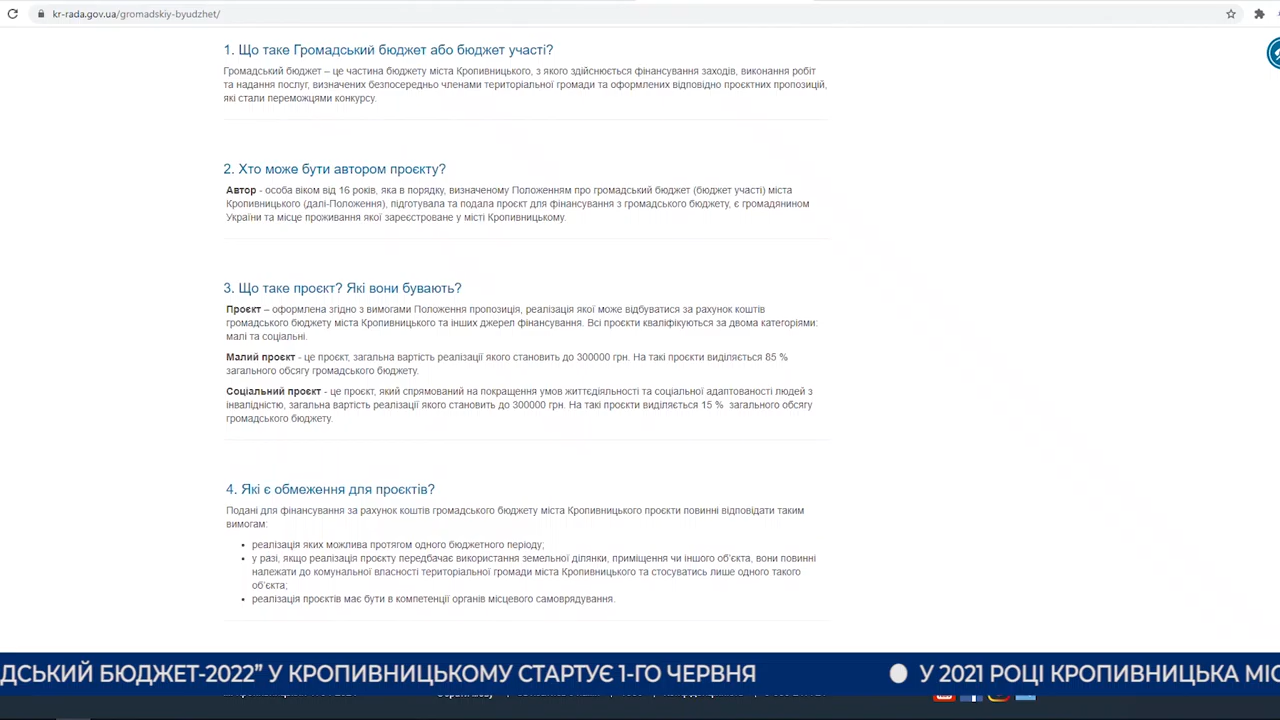 kr-rada.gov.ua/gromadskiy-byudzhet/
1. Що таке Громадський бюджет або бюджет участі?
Громадський бюджет – це частина бюджету міста Кропивницького, з якого здійснюється фінансування заходів, виконання робіт
та надання послуг, визначених безпосередньо членами територіальної громади та оформлених відповідно проєктних пропозицій,
які стали переможцями конкурсу.
2. Хто може бути автором проєкту?
Автор - особа віком від 16 років, яка в порядку, визначеному Положенням про громадський бюджет (бюджет участі) міста
Кропивницького (далі-Положення), підготувала та подала проєкт для фінансування з громадського бюджету, є громадянином
України та місце проживання якої зареєстроване у місті Кропивницькому.
3. Що таке проєкт? Які вони бувають?
Проєкт – оформлена згідно з вимогами Положення пропозиція, реалізація якої може відбуватися за рахунок коштів
громадського бюджету міста Кропивницького та інших джерел фінансування. Всі проєкти кваліфікуються за двома категоріями:
малі та соціальні.
Малий проєкт - це проєкт, загальна вартість реалізації якого становить до 300000 грн. На такі проєкти виділяється 85 %
загального обсягу громадського бюджету.
Соціальний проєкт - це проєкт, який спрямований на покращення умов життєдіяльності та соціальної адаптованості людей з
інвалідністю, загальна вартість реалізації якого становить до 300000 грн. На такі проєкти виділяється 15 % загального обсягу
громадського бюджету.
4. Які є обмеження для проєктів?
Подані для фінансування за рахунок коштів громадського бюджету міста Кропивницького проєкти повинні відповідати таким
вимогам:
• реалізація яких можлива протягом одного бюджетного періоду;
• у разі, якщо реалізація проєкту передбачає використання земельної ділянки, приміщення чи іншого об’єкта, вони повинні
належати до комунальної власності територіальної громади міста Кропивницького та стосуватись лише одного такого
об’єкта;
• реалізація проєктів має бути в компетенції органів місцевого самоврядування.
ДСЬКИЙ БЮДЖЕТ-2022” У КРОПИВНИЦЬКОМУ СТАРТУЄ 1-ГО ЧЕРВНЯ ● У 2021 РОЦІ КРОПИВНИЦЬКА МІС